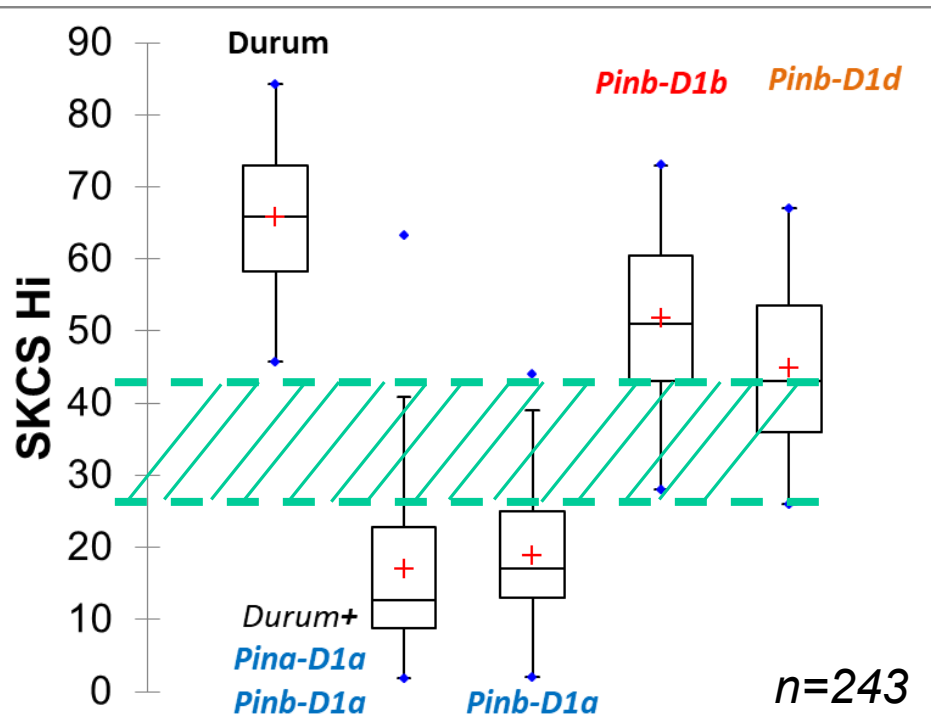 SKCS Hi
90
80
70
60
50
40
30
20
10
0
Durum
Pinb-D1b
Pinb-D1d
Durum+
Pina-D1a
Pinb-D1a
Pinb-D1a
n=243